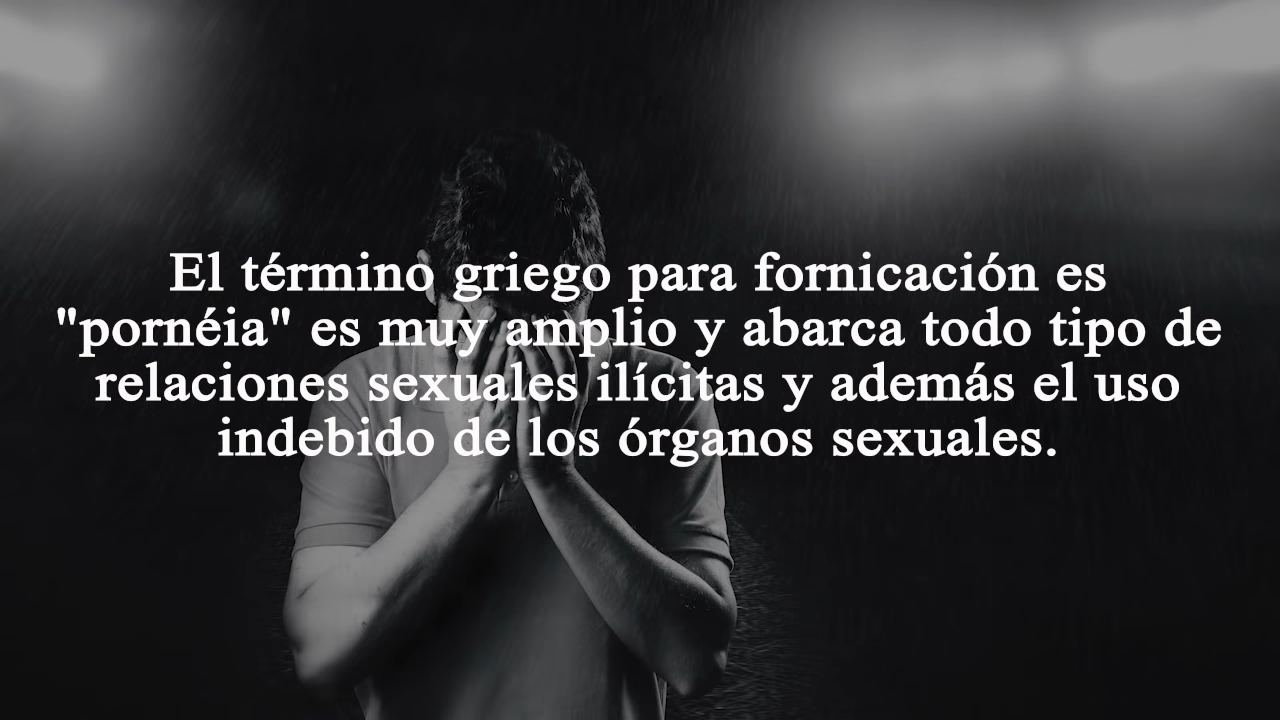 El término griego para fornicación es
"pornéia" es muy amplio y abarca todo tipo de
relaciones sexuales ilícitas y además el uso
indebido de los órganos sexuales.